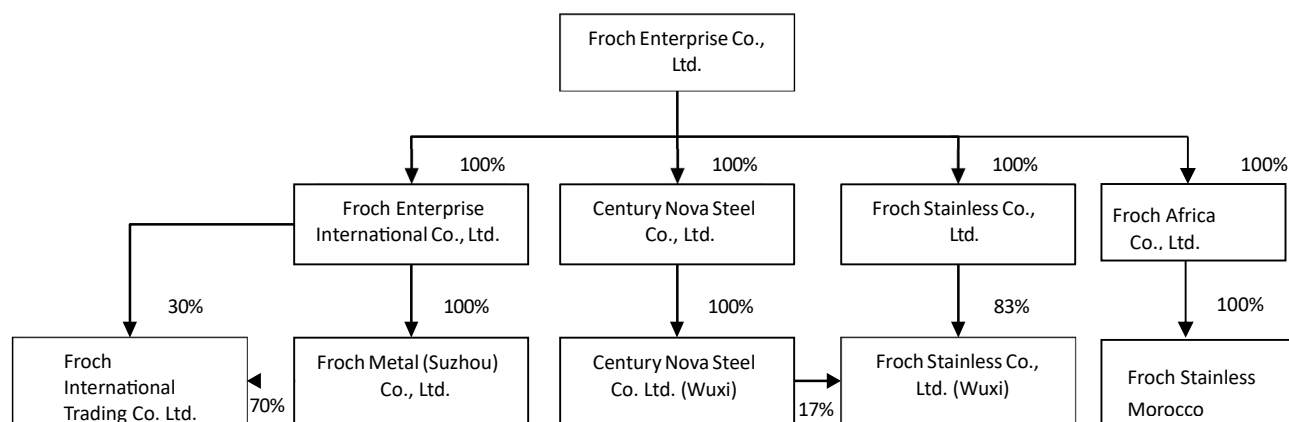 Froch Enterprise Co.,
Ltd.
100%
100%
100%
100%
Froch Enterprise
International Co., Ltd.
Century Nova Steel
Co., Ltd.
Froch Stainless Co.,
Ltd.
Froch Africa
Co., Ltd.
30%
100%
100%
83%
100%
Froch
International
Trading Co. Ltd.
70%
Froch Metal (Suzhou)
Co., Ltd.
Century Nova Steel
Co. Ltd. (Wuxi)
17%
Froch Stainless Co.,
Ltd. (Wuxi)
Froch Stainless
Morocco